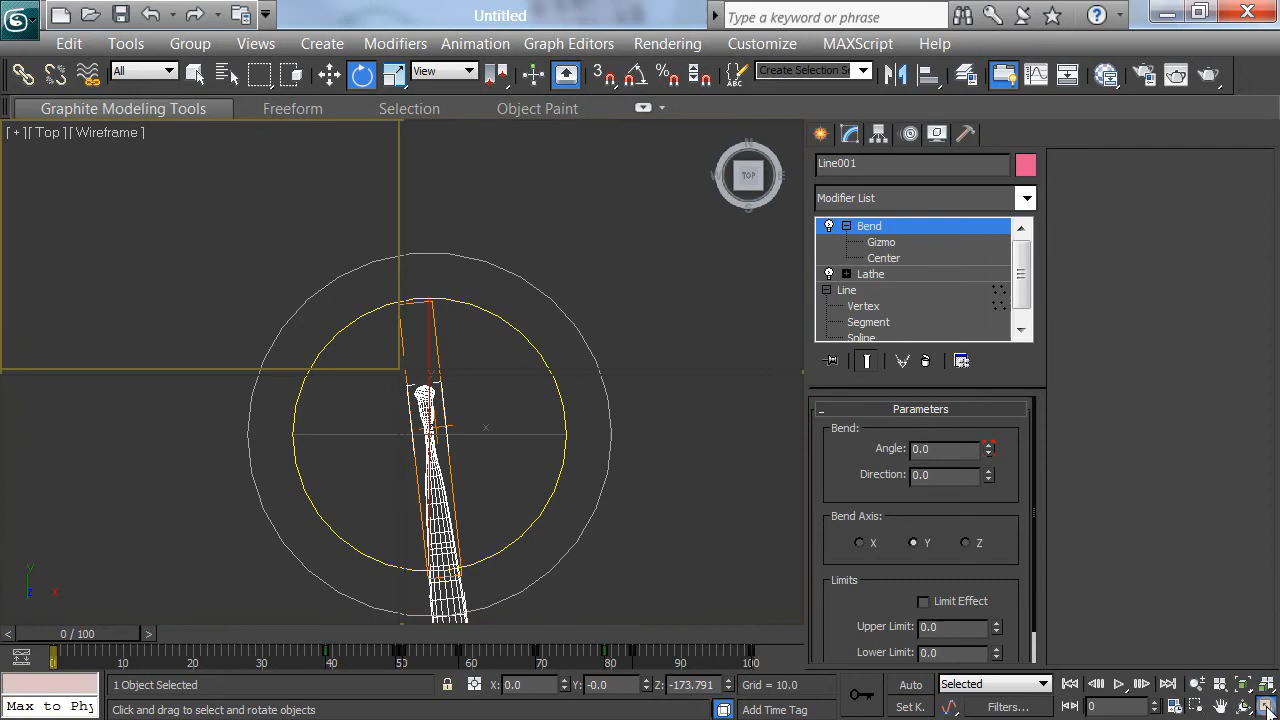 Untitled
Type a keyword or phrase
Edit Tools Group Views Create Modifiers Animation Graph Editors Rendering Customize MAXScript Help
All View 3 Create Selection Se
Graphite Modeling Tools Freeform Selection Object Paint
[ + ][ Top ][ Wireframe ]
N
W TOP E
S
Line001
Modifier List
Bend
Gizmo
Center
Lathe
Line
Vertex
Segment
Spline
x
Parameters
Bend:
Angle: 0.0
Direction: 0.0
Bend Axis:
X Y Z
Limits
Limit Effect
Upper Limit: 0.0
Lower Limit: 0.0
y
z x
< 0 / 100 >
0 10 20 30 40 50 60 70 80 90 100
1 Object Selected X: 0.0 Y: -0.0 Z: -173.791 Grid = 10.0 Auto Selected
Max to Phy Click and drag to select and rotate objects Add Time Tag Set K. Filters... 0